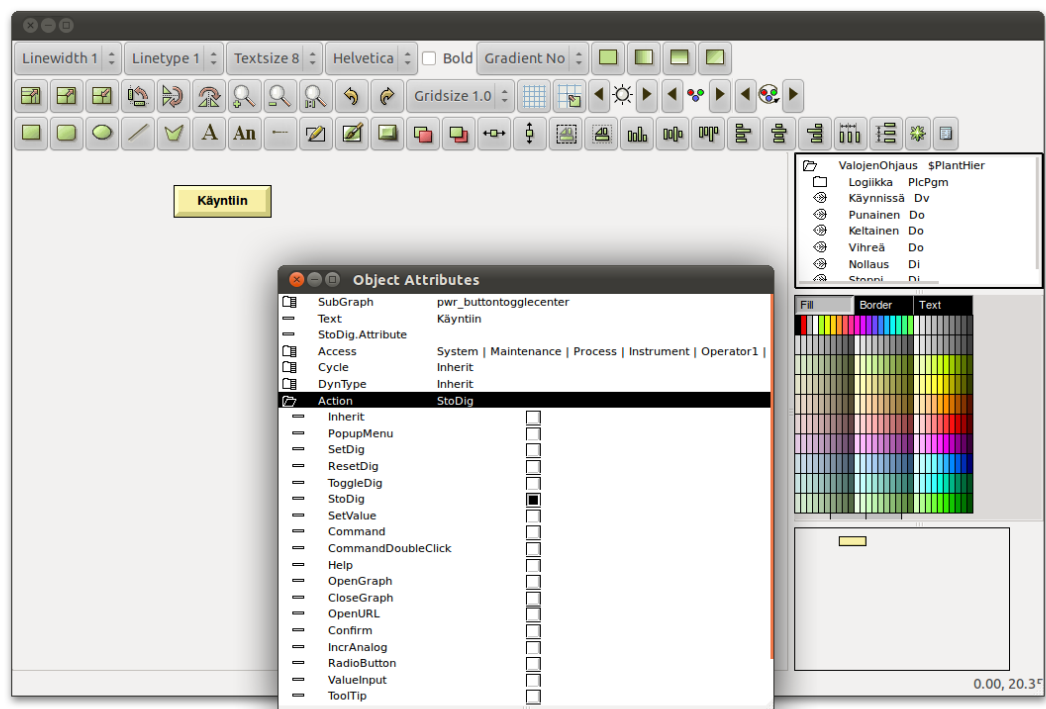 Linewidth 1 Linetype 1 Textsize 8 Helvetica Bold Gradient No
Gridsize 1.0
A An
ValojenOhjaus $PlantHier
Logiikka PlcPgm
Käynnissä Dv
Punainen Do
Keltainen Do
Vihreä Do
Nollaus Di
Stoppi Di
Käyntiin
Fill Border Text
Object Attributes
SubGraph pwr_buttontogglecenter
Text Käyntiin
StoDig.Attribute
Access System | Maintenance | Process | Instrument | Operator1 |
Cycle Inherit
DynType Inherit
Action StoDig
Inherit
PopupMenu
SetDig
ResetDig
ToggleDig
StoDig
SetValue
Command
CommandDoubleClick
Help
OpenGraph
CloseGraph
OpenURL
Confirm
IncrAnalog
RadioButton
ValueInput
ToolTip
0.00, 20.35